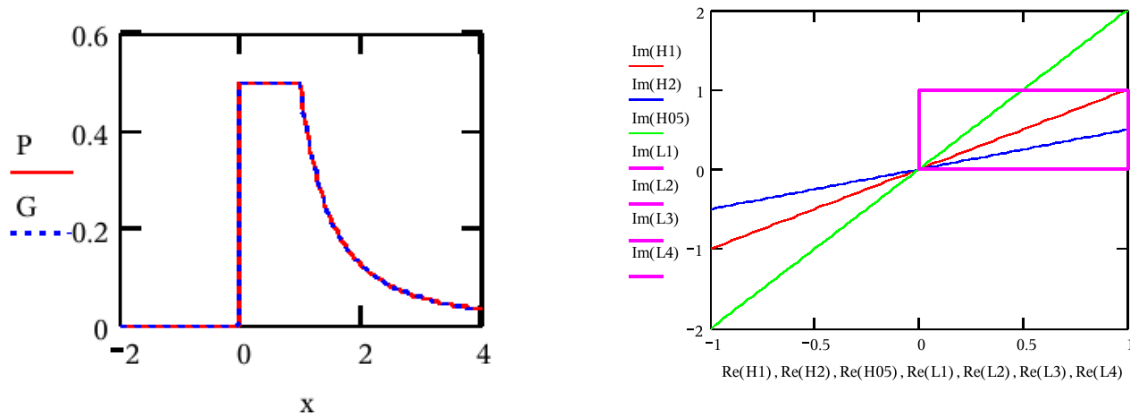 0.6
P
0.4
G
0.2
0
−2
0
2
4
x
Im(H1)
Im(H2)
Im(H05)
Im(L1)
Im(L2)
Im(L3)
Im(L4)
2
1
0
−1
−2
−1
−0.5
0
0.5
1
Re(H1) , Re(H2) , Re(H05) , Re(L1) , Re(L2) , Re(L3) , Re(L4)